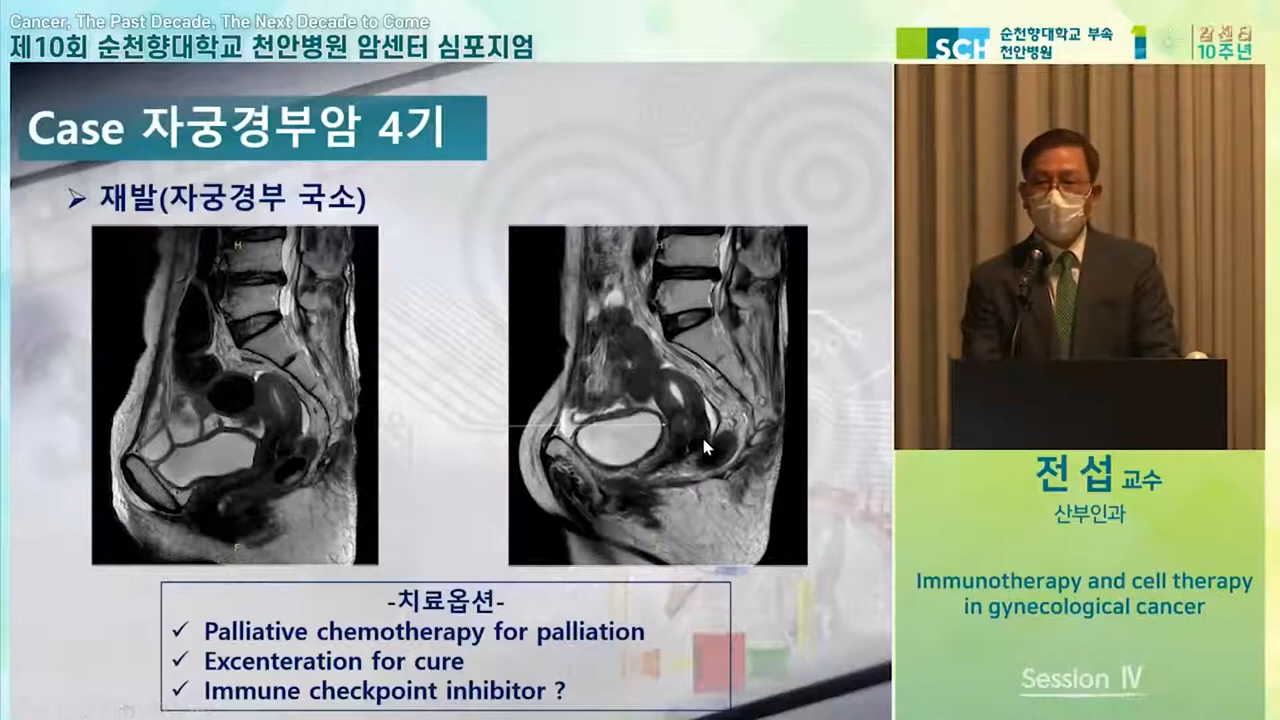 Cancer, The Past Decade, The Next Decade to Come
제10회 순천향대학교 천안병원 암센터 심포지엄
SCH
순천향대학교 부속
천안병원
암센터
10주년
Case 자궁경부암 4기
재발(자궁경부 국소)
H
F
H
-치료옵션-
Palliative chemotherapy for palliation
Excenteration for cure
Immune checkpoint inhibitor ?
전 섭 교수
산부인과
Immunotherapy and cell therapy
in gynecological cancer
Session Ⅳ